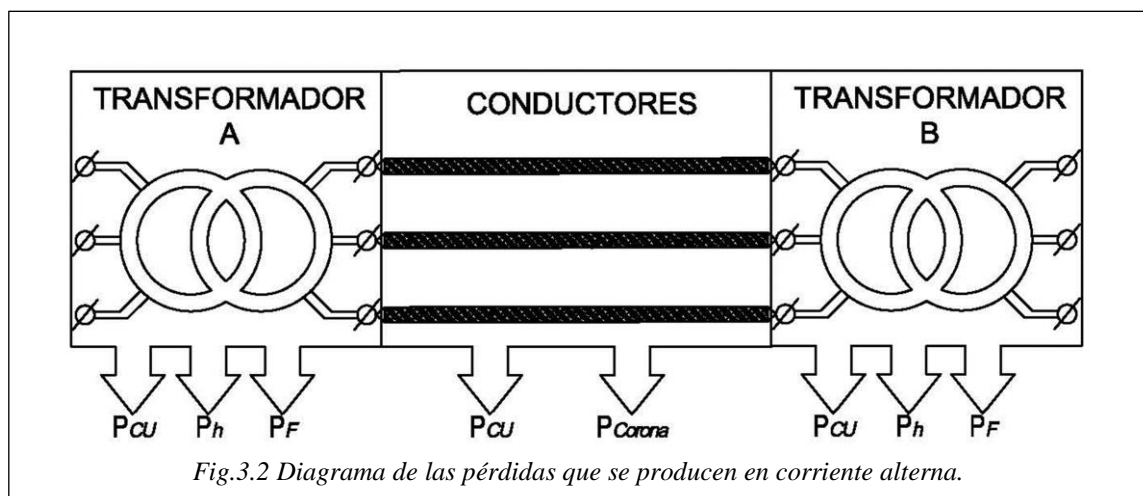 TRANSFORMADOR
A
CONDUCTORES
TRANSFORMADOR
B
PCU Ph PF PCU PCorona PCU Ph PF
Fig.3.2 Diagrama de las pérdidas que se producen en corriente alterna.